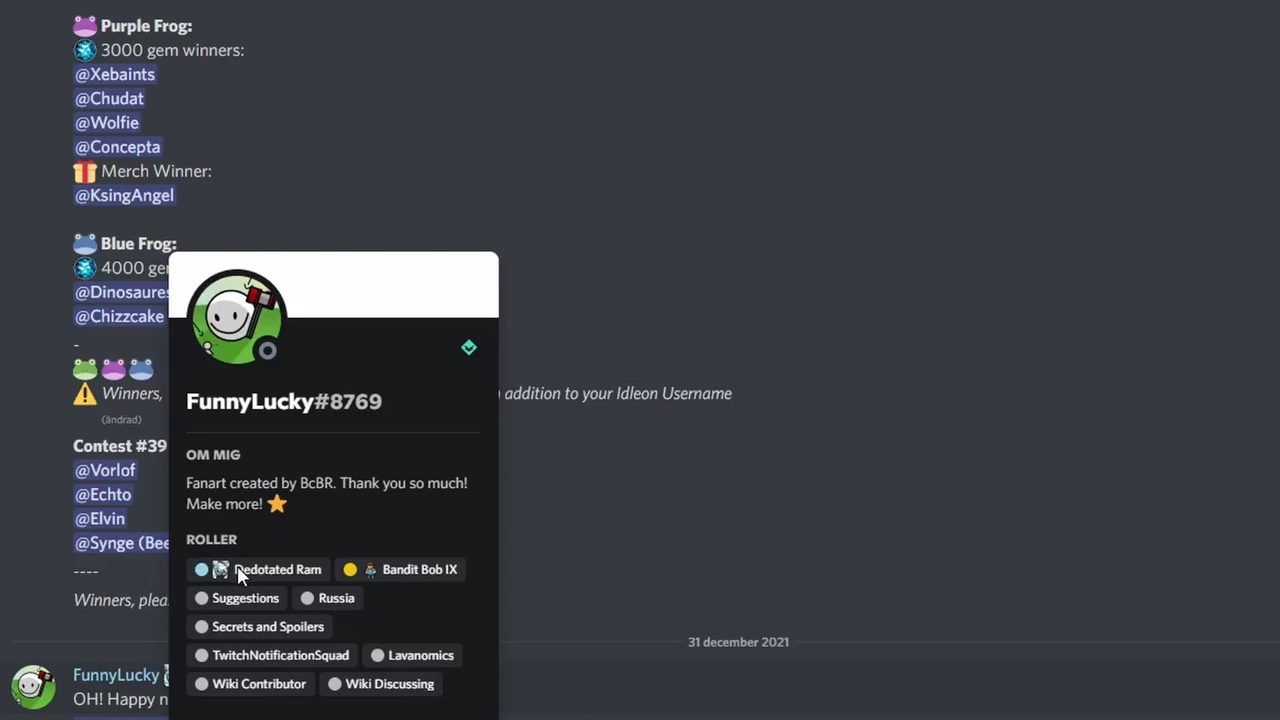 Purple Frog:
3000 gem winners:
@Xebaints
@Chudat
@Wolfie
@Concepta
Merch Winner:
@KsingAngel
Blue Frog:
4000 ge
@Dinosaures
@Chizzcake
-
Winners,
addition to your Idleon Username
(ändrad)
Contest #39
@Vorlof
@Echto
@Elvin
@Synge (Bee
----
Winners, plea
31 december 2021
FunnyLucky
OH! Happy n
FunnyLucky#8769
OM MIG
Fanart created by BcBR. Thank you so much!
Make more!
ROLLER
Dedotated Ram
Bandit Bob IX
Suggestions
Russia
Secrets and Spoilers
TwitchNotificationSquad
Lavanomics
Wiki Contributor
Wiki Discussing